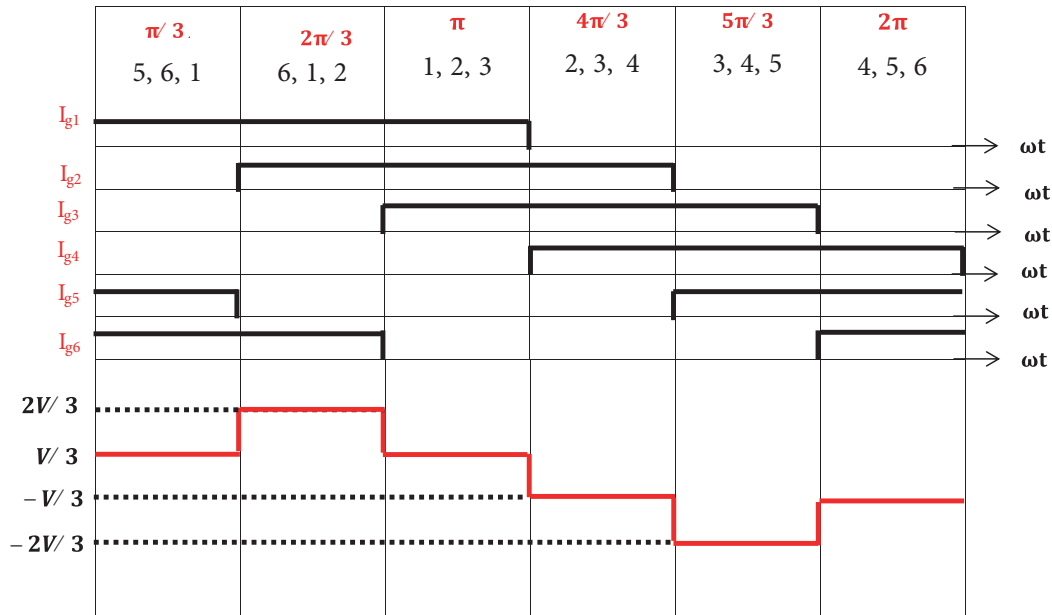 π/ 3 2π/ 3 π 4π/ 3 5π/ 3 2π
5, 6, 1 6, 1, 2 1, 2, 3 2, 3, 4 3, 4, 5 4, 5, 6
Ig1
ωt
Ig2
ωt
Ig3
ωt
Ig4
ωt
Ig5
ωt
Ig6
ωt
2V/ 3
V/ 3
−V/ 3
−2V/ 3